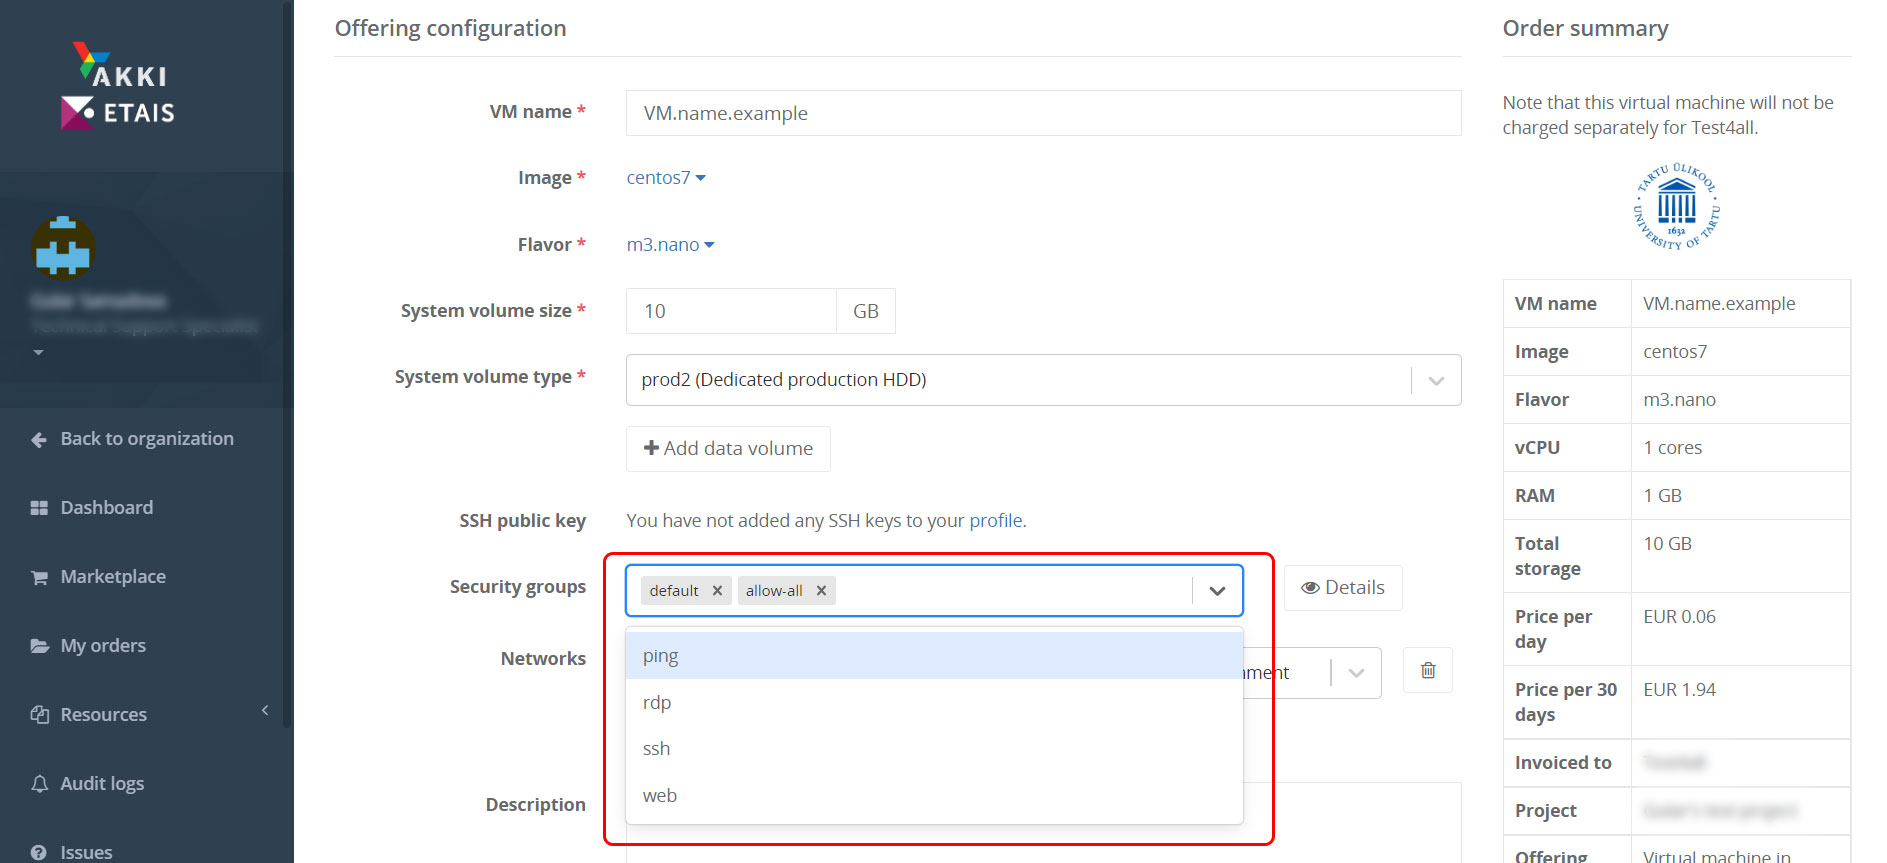 AKKI
ETAIS
Back to organization
Dashboard
Marketplace
My orders
Resources
Audit logs
Issues
Offering configuration
VM name *
VM.name.example
Image *
centos7
Flavor *
m3.nano
System volume size *
10
GB
System volume type *
prod2 (Dedicated production HDD)
Add data volume
SSH public key
You have not added any SSH keys to your profile.
Security groups
default
allow-all
Details
ping
rdp
ssh
web
Networks
Description
Order summary
Note that this virtual machine will not be
charged separately for Test4all.
TARTU ÜLIKOOL
1632
UNIVERSITY OF TARTU
VM name
VM.name.example
Image
centos7
Flavor
m3.nano
vCPU
1 cores
RAM
1 GB
Total
storage
10 GB
Price per
day
EUR 0.06
Price per 30
days
EUR 1.94
Invoiced to
Project
Offering
Virtual machine in